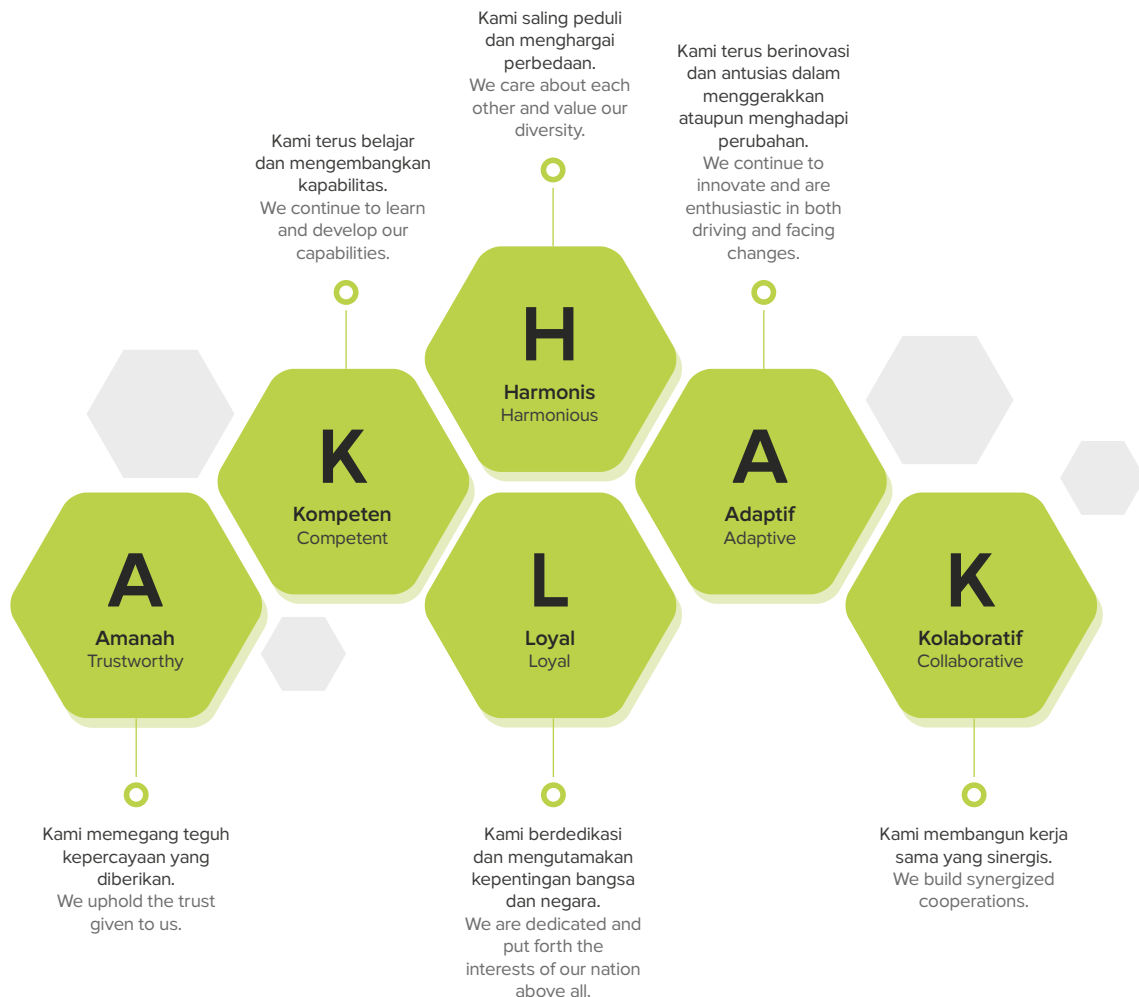 Kami saling peduli
dan menghargai
perbedaan.
We care about each
other and value our
diversity.
Kami terus berinovasi
dan antusias dalam
menggerakkan
ataupun menghadapi
perubahan.
We continue to
innovate and are
enthusiastic in both
driving and facing
changes.
Kami terus belajar
dan mengembangkan
kapabilitas.
We continue to learn
and develop our
capabilities.
H
Harmonis
Harmonious
K
Kompeten
Competent
A
Adaptif
Adaptive
A
Amanah
Trustworthy
L
Loyal
Loyal
K
Kolaboratif
Collaborative
Kami memegang teguh
kepercayaan yang
diberikan.
We uphold the trust
given to us.
Kami berdedikasi
dan mengutamakan
kepentingan bangsa
dan negara.
We are dedicated and
put forth the
interests of our nation
above all.
Kami membangun kerja
sama yang sinergis.
We build synergized
cooperations.